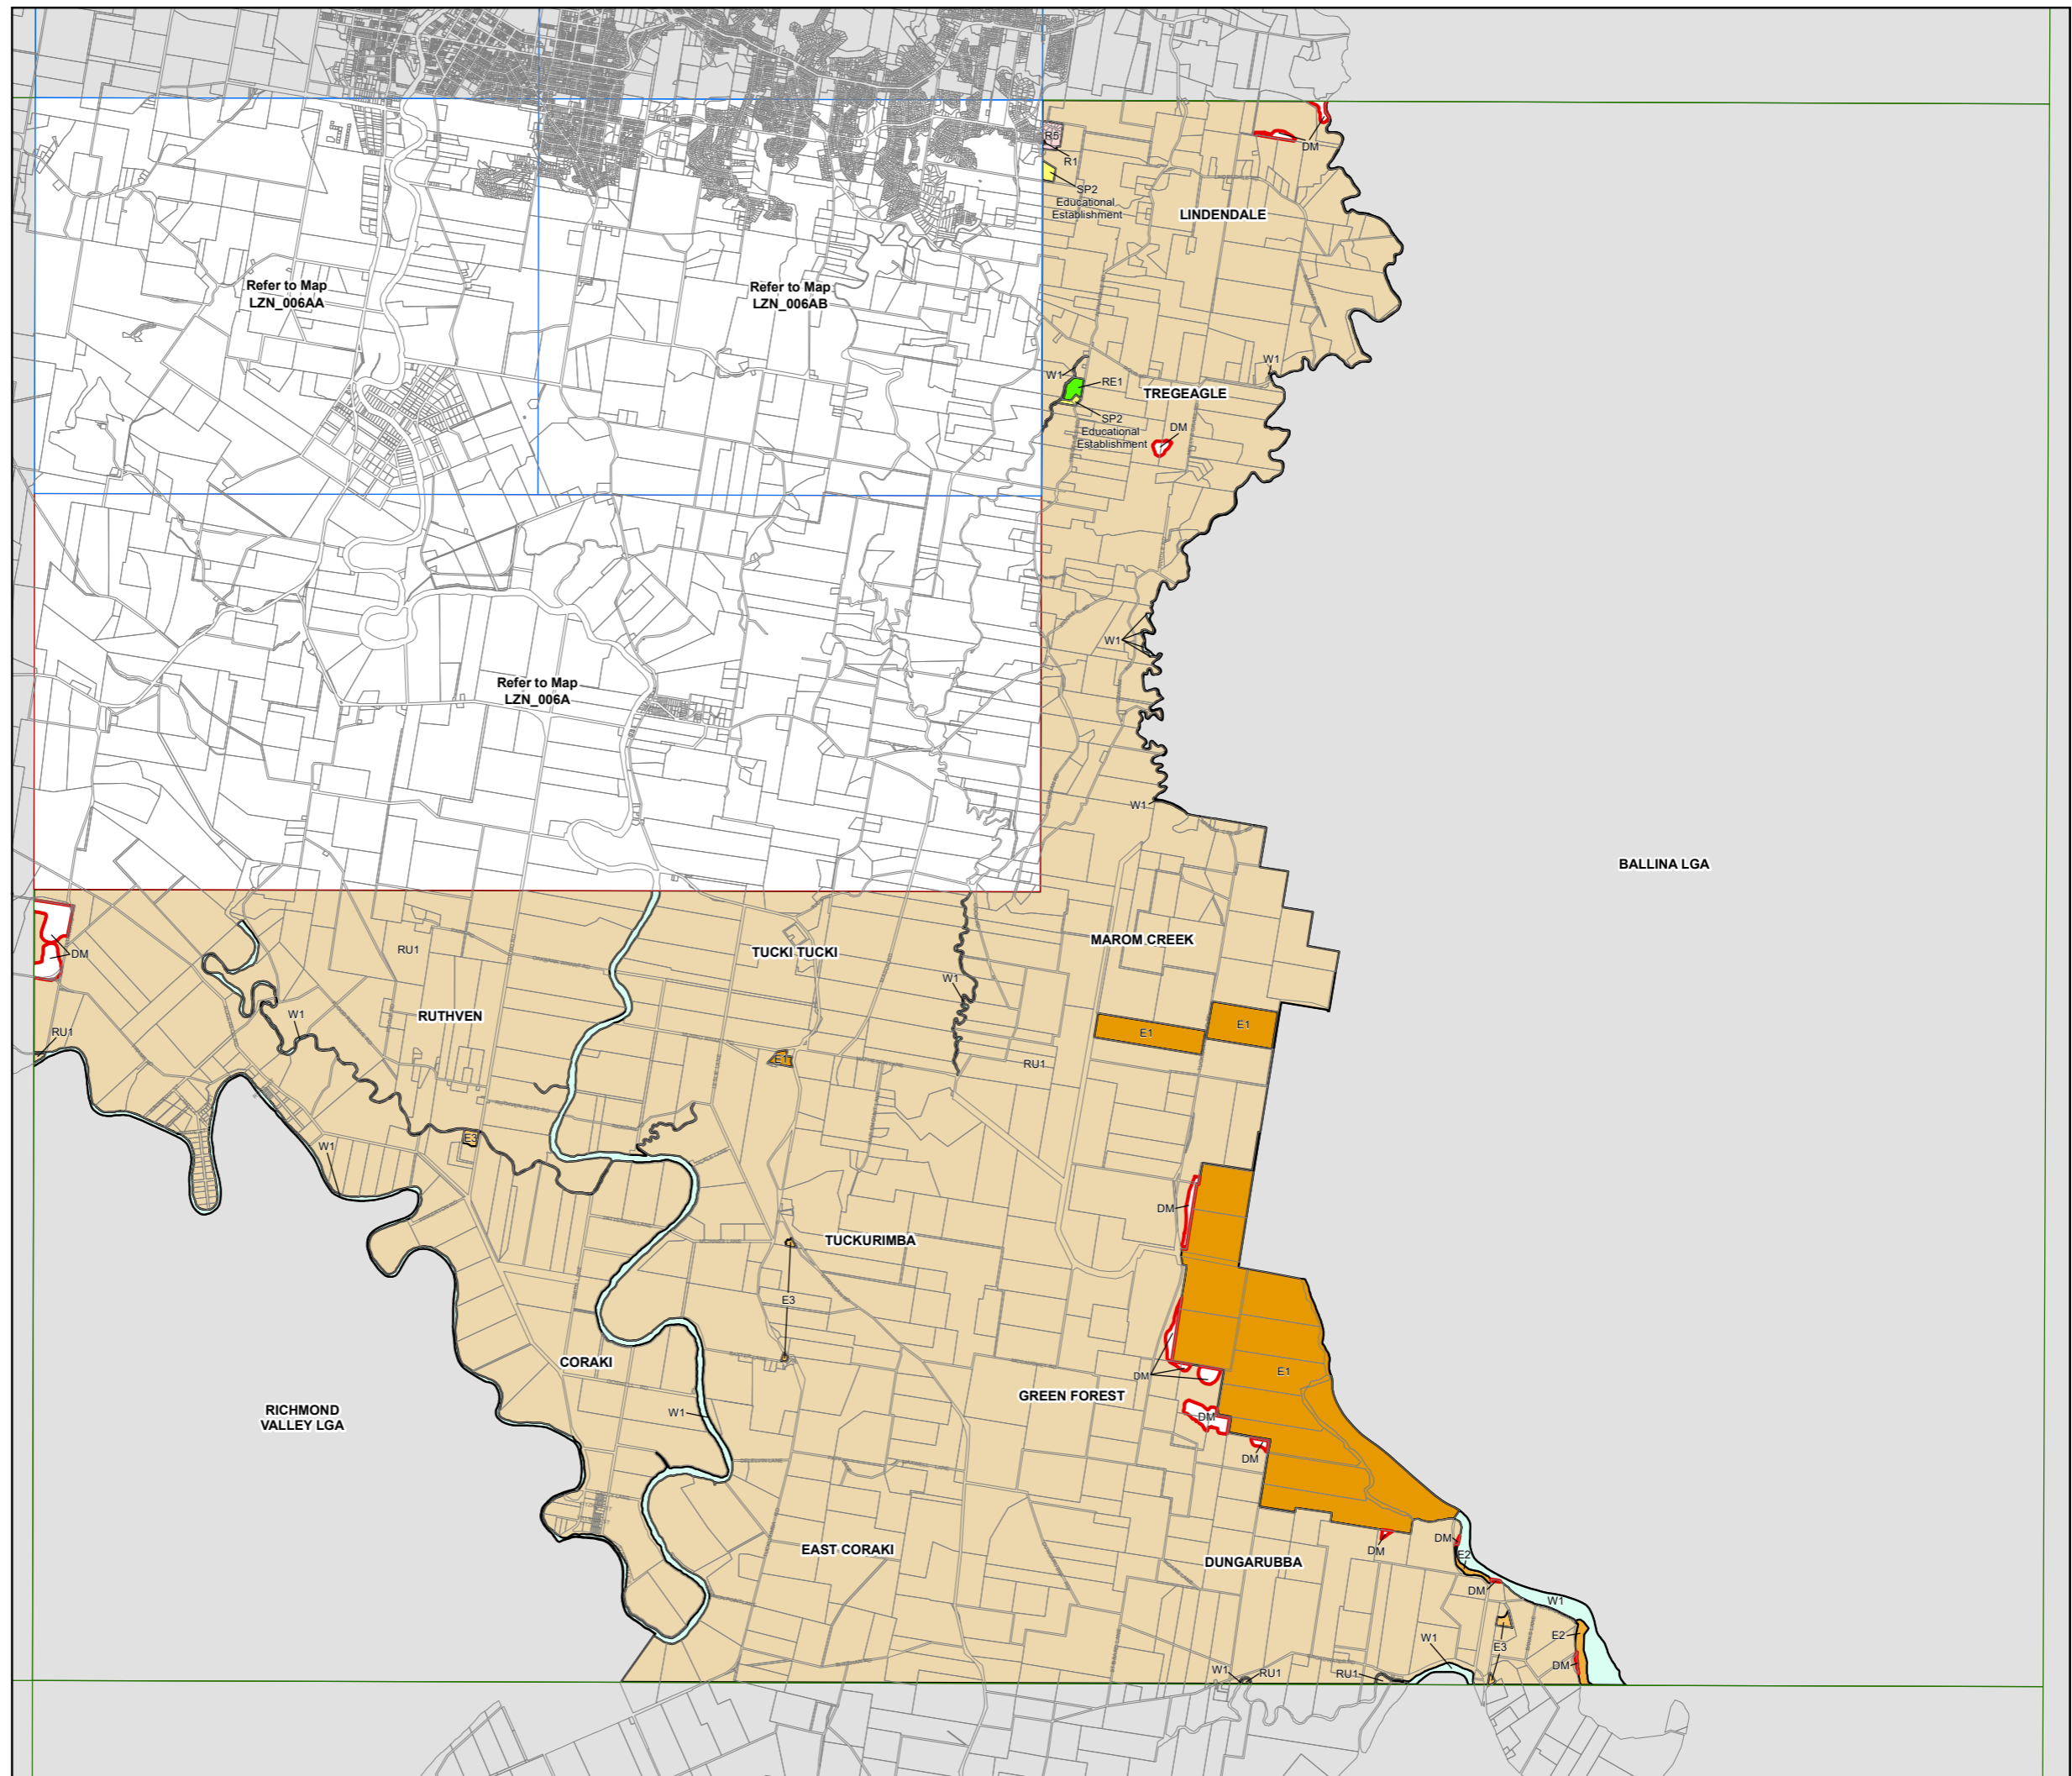 R5
R1
DM
SP2
Educational
Establishment
LINDENDALE
Refer to Map
LZN_006AA
Refer to Map
LZN_006AB
W1
W1
RE1
TREGEAGLE
SP2
Educational
Establishment
DM
W1
Refer to Map
LZN_006A
W1
BALLINA LGA
MAROM CREEK
RU1
TUCKI TUCKI
DM
W1
RUTHVEN
W1
RU1
E1
E1
E1
RU1
E3
W1
DM
TUCKURIMBA
E3
CORAKI
E1
DM
GREEN FOREST
RICHMOND
VALLEY LGA
W1
DM
DM
EAST CORAKI
DM
DM
E2
DUNGARUBBA
DM
W1
E2
W1
E3
DM
W1
RU1
RU1